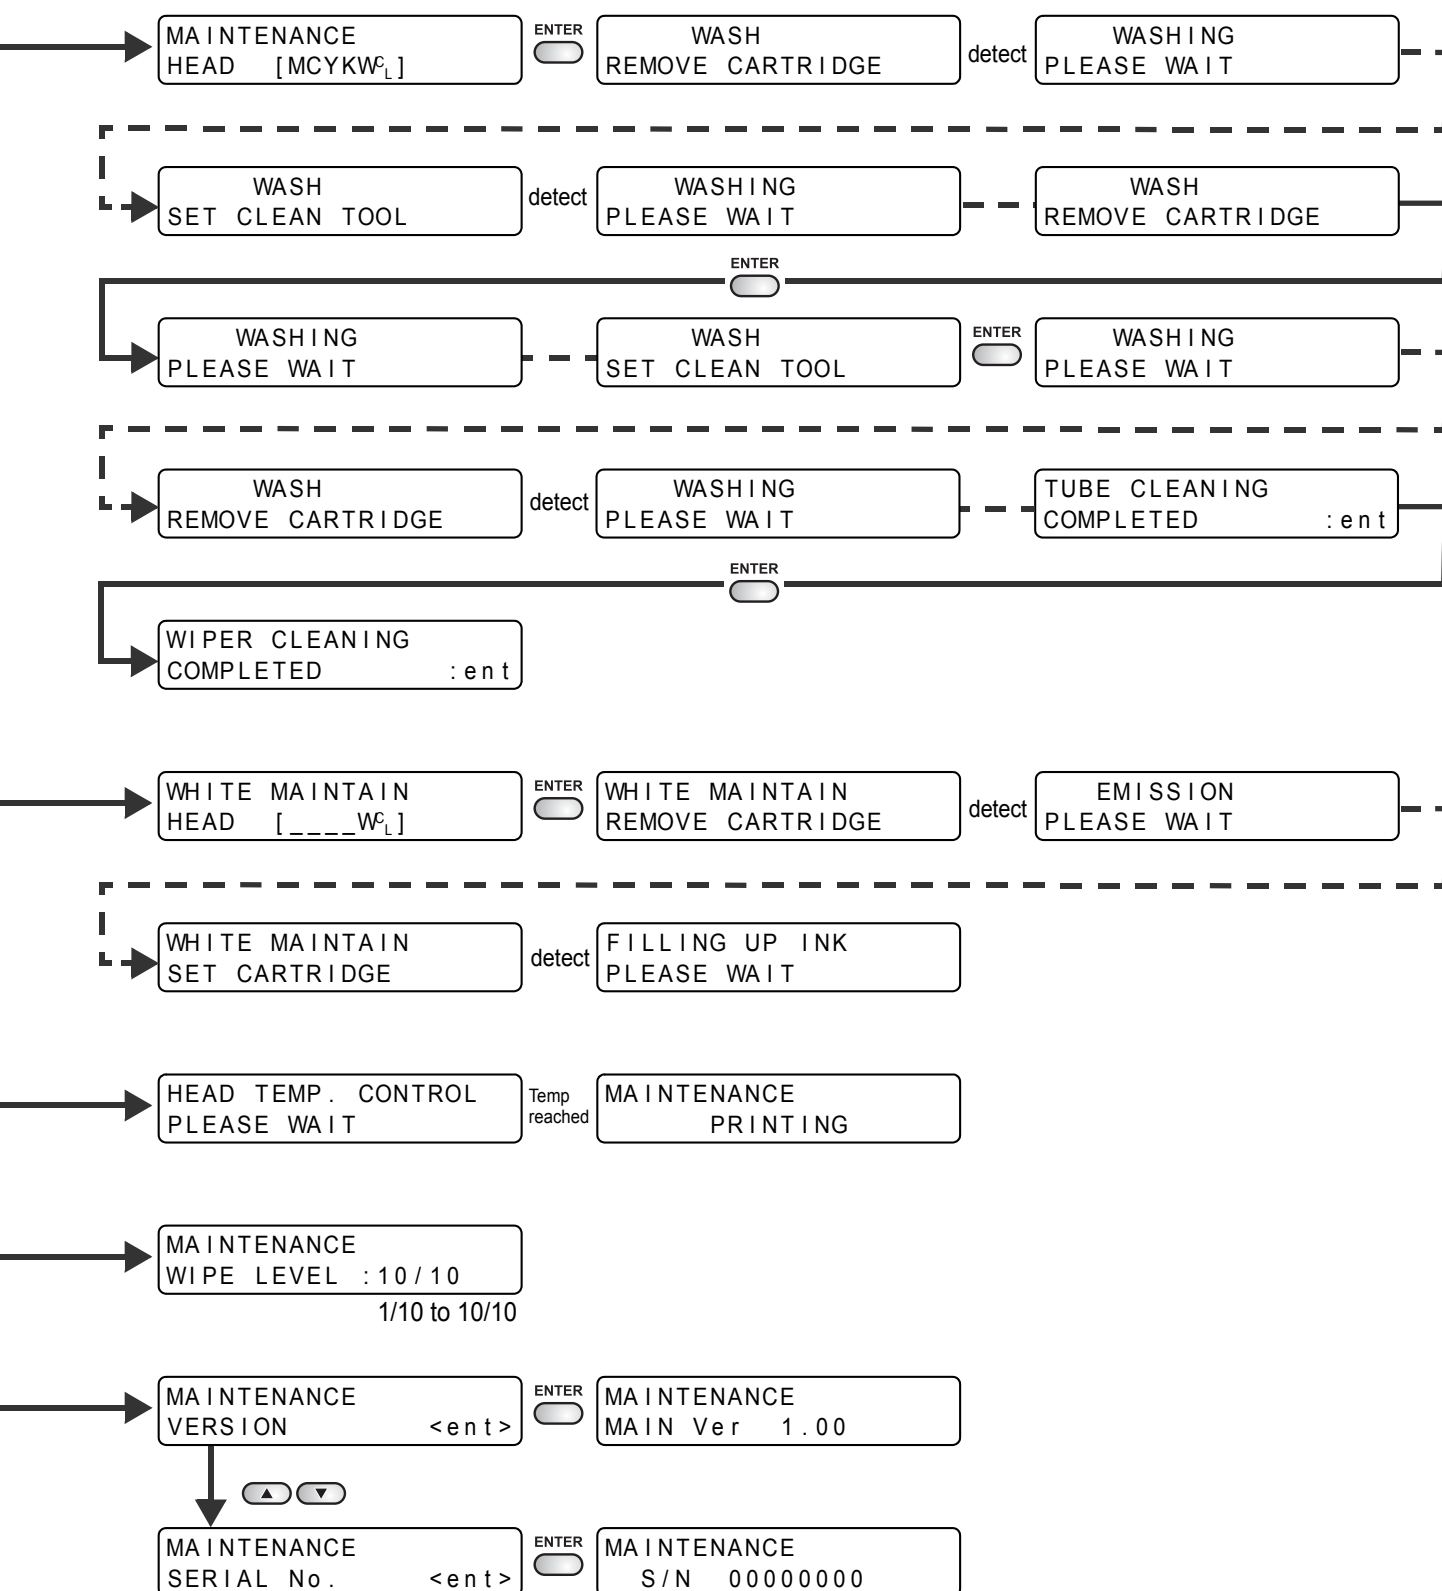 MAINTENANCE
HEAD [MCYKWCL]
ENTER
WASH
REMOVE CARTRIDGE
detect
WASHING
PLEASE WAIT
WASH
SET CLEAN TOOL
detect
WASHING
PLEASE WAIT
WASH
REMOVE CARTRIDGE
ENTER
WASHING
PLEASE WAIT
WASH
SET CLEAN TOOL
ENTER
WASHING
PLEASE WAIT
WASH
REMOVE CARTRIDGE
detect
WASHING
PLEASE WAIT
TUBE CLEANING
COMPLETED :ent
ENTER
WIPER CLEANING
COMPLETED :ent
WHITE MAINTAIN
HEAD [____WCL]
ENTER
WHITE MAINTAIN
REMOVE CARTRIDGE
detect
EMISSION
PLEASE WAIT
WHITE MAINTAIN
SET CARTRIDGE
detect
FILLING UP INK
PLEASE WAIT
HEAD TEMP. CONTROL
PLEASE WAIT
Temp
reached
MAINTENANCE
PRINTING
MAINTENANCE
WIPE LEVEL :10/10
1/10 to 10/10
MAINTENANCE
VERSION <ent>
ENTER
MAINTENANCE
MAIN Ver 1.00
MAINTENANCE
SERIAL No. <ent>
ENTER
MAINTENANCE
S/N 00000000